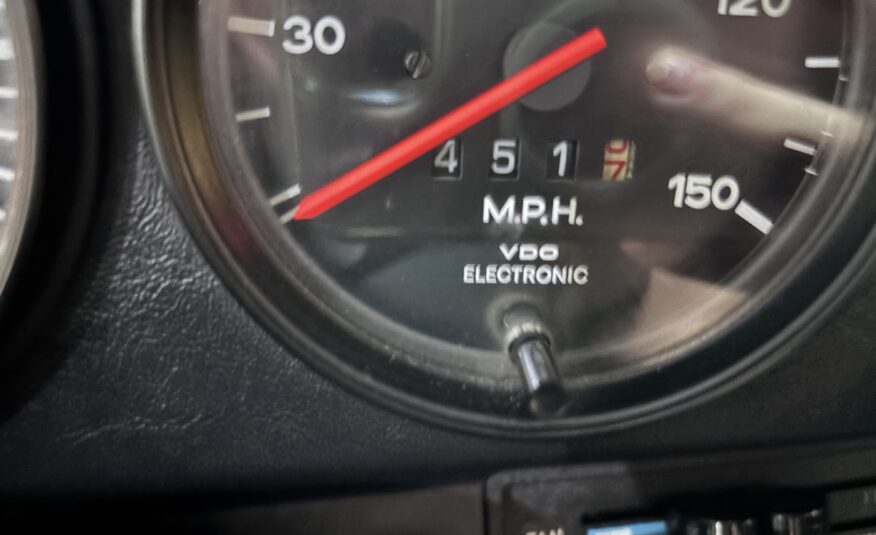 30
120
4 5 1
M.P.H.
150
VDO
ELECTRONIC